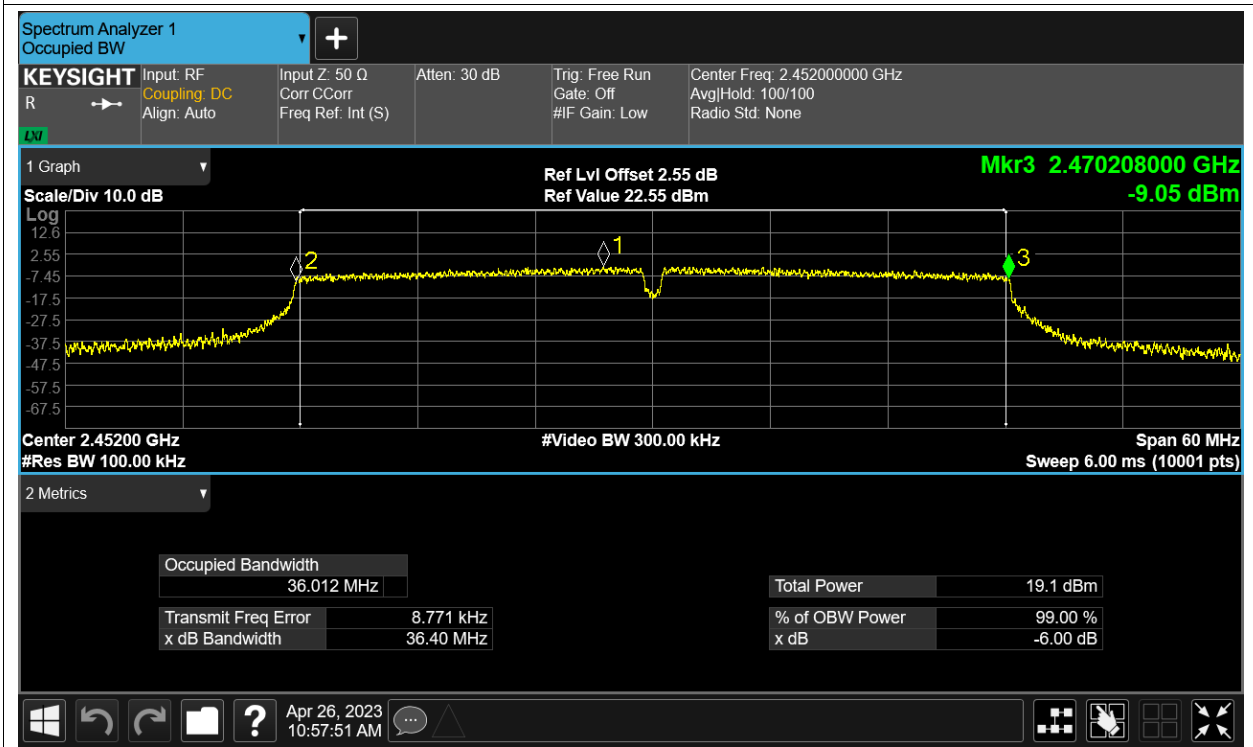 Spectrum Analyzer 1
Occupied BW
+
KEYSIGHT
R
LXI
Input: RF
Coupling: DC
Align: Auto
Input Z: 50 Ω
Corr CCorr
Freq Ref: Int (S)
Atten: 30 dB
Trig: Free Run
Gate: Off
#IF Gain: Low
Center Freq: 2.452000000 GHz
Avg|Hold: 100/100
Radio Std: None
1 Graph
Scale/Div 10.0 dB
Ref Lvl Offset 2.55 dB
Ref Value 22.55 dBm
Mkr3 2.470208000 GHz
-9.05 dBm
Log
12.6
2.55
-7.45
-17.5
-27.5
-37.5
-47.5
-57.5
-67.5
2
1
3
Center 2.45200 GHz
#Res BW 100.00 kHz
#Video BW 300.00 kHz
Span 60 MHz
Sweep 6.00 ms (10001 pts)
2 Metrics
Occupied Bandwidth
36.012 MHz
Transmit Freq Error 8.771 kHz
x dB Bandwidth 36.40 MHz
Total Power 19.1 dBm
% of OBW Power 99.00 %
x dB -6.00 dB
?
Apr 26, 2023
10:57:51 AM